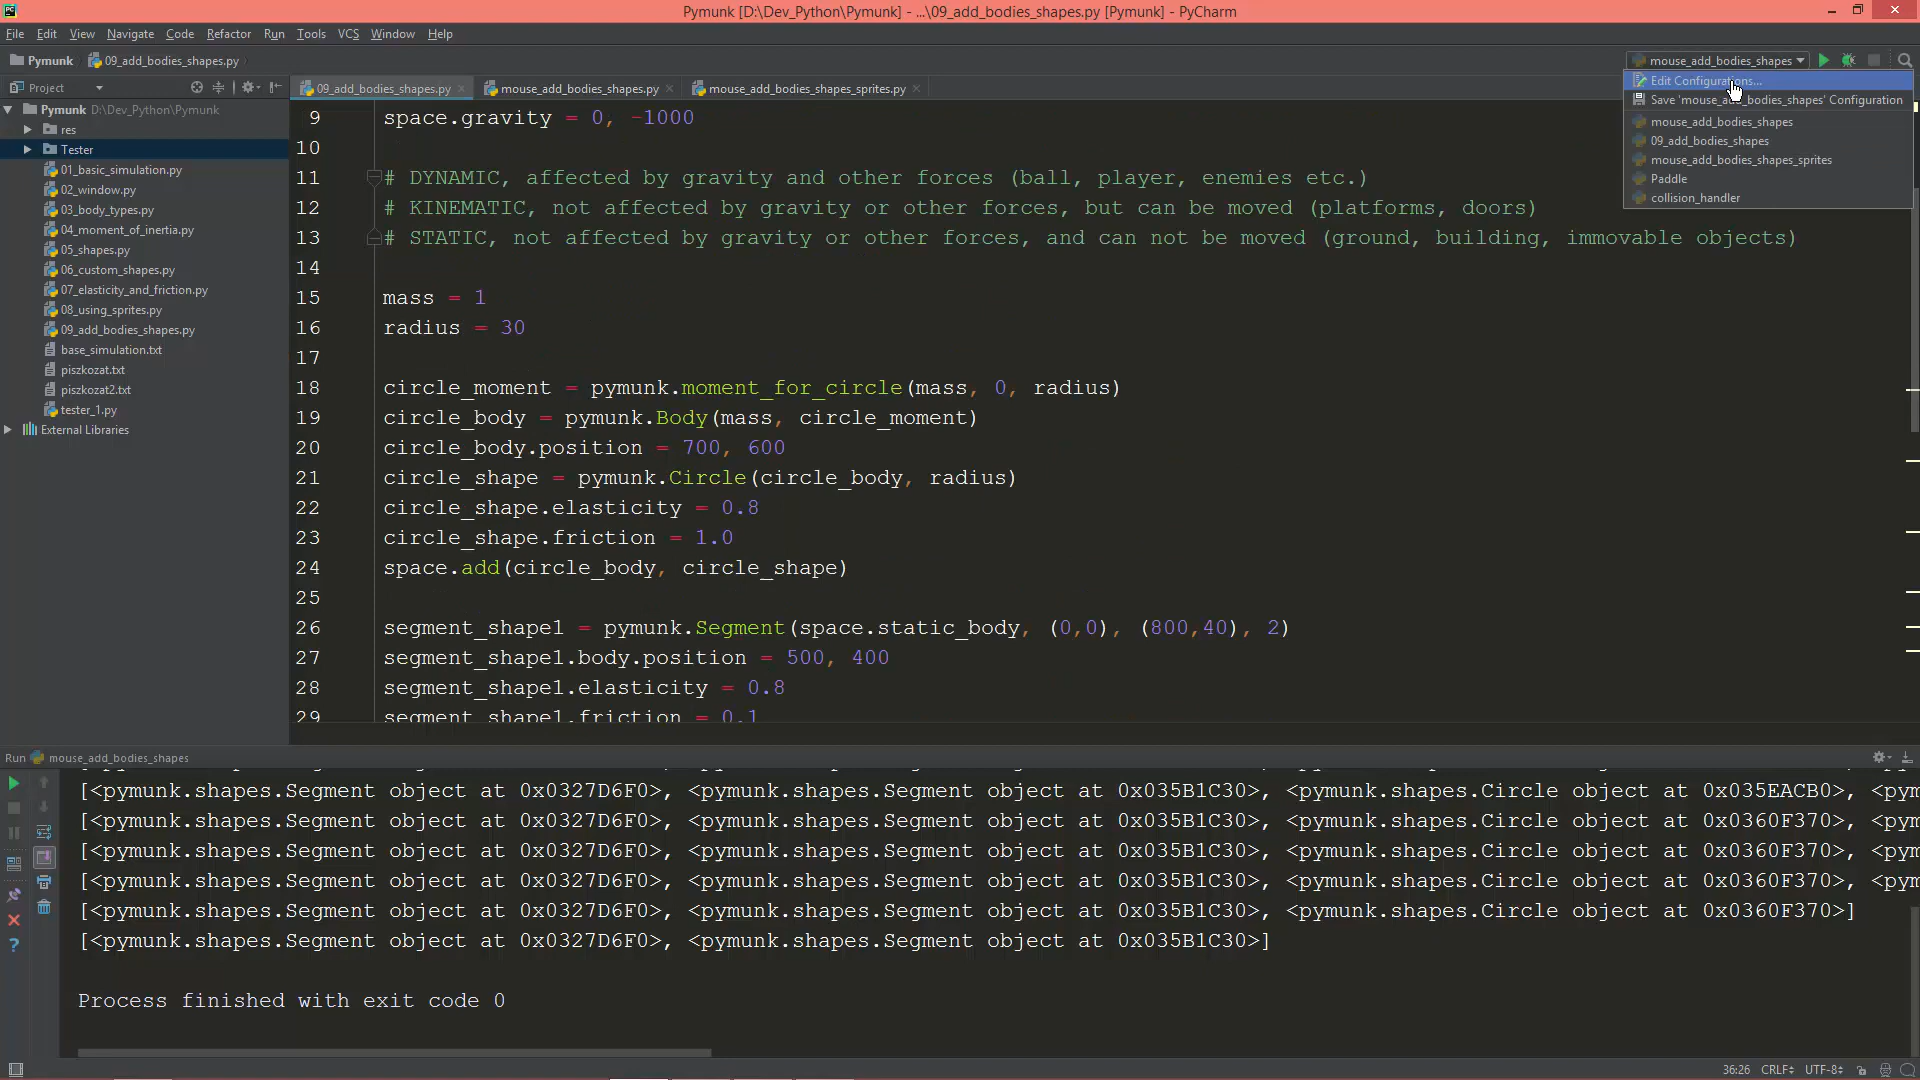 Pymunk [D:\Dev_Python\Pymunk] - ...\09_add_bodies_shapes.py [Pymunk] - PyCharm
File Edit View Navigate Code Refactor Run Tools VCS Window Help
Pymunk 09_add_bodies_shapes.py mouse_add_bodies_shapes
Project 09_add_bodies_shapes.py mouse_add_bodies_shapes.py mouse_add_bodies_shapes_sprites.py
Edit Configurations...
Save 'mouse_add_bodies_shapes' Configuration
mouse_add_bodies_shapes
09_add_bodies_shapes
mouse_add_bodies_shapes_sprites
Paddle
collision_handler
Pymunk D:\Dev_Python\Pymunk
res
Tester
01_basic_simulation.py
02_window.py
03_body_types.py
04_moment_of_inertia.py
05_shapes.py
06_custom_shapes.py
07_elasticity_and_friction.py
08_using_sprites.py
09_add_bodies_shapes.py
base_simulation.txt
piszkozat.txt
piszkozat2.txt
tester_1.py
External Libraries
9 space.gravity = 0, -1000
10
11 # DYNAMIC, affected by gravity and other forces (ball, player, enemies etc.)
12 # KINEMATIC, not affected by gravity or other forces, but can be moved (platforms, doors)
13 # STATIC, not affected by gravity or other forces, and can not be moved (ground, building, immovable objects)
14
15 mass = 1
16 radius = 30
17
18 circle_moment = pymunk.moment_for_circle(mass, 0, radius)
19 circle_body = pymunk.Body(mass, circle_moment)
20 circle_body.position = 700, 600
21 circle_shape = pymunk.Circle(circle_body, radius)
22 circle_shape.elasticity = 0.8
23 circle_shape.friction = 1.0
24 space.add(circle_body, circle_shape)
25
26 segment_shape1 = pymunk.Segment(space.static_body, (0,0), (800,40), 2)
27 segment_shape1.body.position = 500, 400
28 segment_shape1.elasticity = 0.8
29 segment_shape1.friction = 0.1
Run mouse_add_bodies_shapes
[<pymunk.shapes.Segment object at 0x0327D6F0>, <pymunk.shapes.Segment object at 0x035B1C30>, <pymunk.shapes.Circle object at 0x035EACB0>, <pym
[<pymunk.shapes.Segment object at 0x0327D6F0>, <pymunk.shapes.Segment object at 0x035B1C30>, <pymunk.shapes.Circle object at 0x0360F370>, <pym
[<pymunk.shapes.Segment object at 0x0327D6F0>, <pymunk.shapes.Segment object at 0x035B1C30>, <pymunk.shapes.Circle object at 0x0360F370>, <pym
[<pymunk.shapes.Segment object at 0x0327D6F0>, <pymunk.shapes.Segment object at 0x035B1C30>, <pymunk.shapes.Circle object at 0x0360F370>, <pym
[<pymunk.shapes.Segment object at 0x0327D6F0>, <pymunk.shapes.Segment object at 0x035B1C30>, <pymunk.shapes.Circle object at 0x0360F370>]
[<pymunk.shapes.Segment object at 0x0327D6F0>, <pymunk.shapes.Segment object at 0x035B1C30>]
Process finished with exit code 0
36:26 CRLF UTF-8